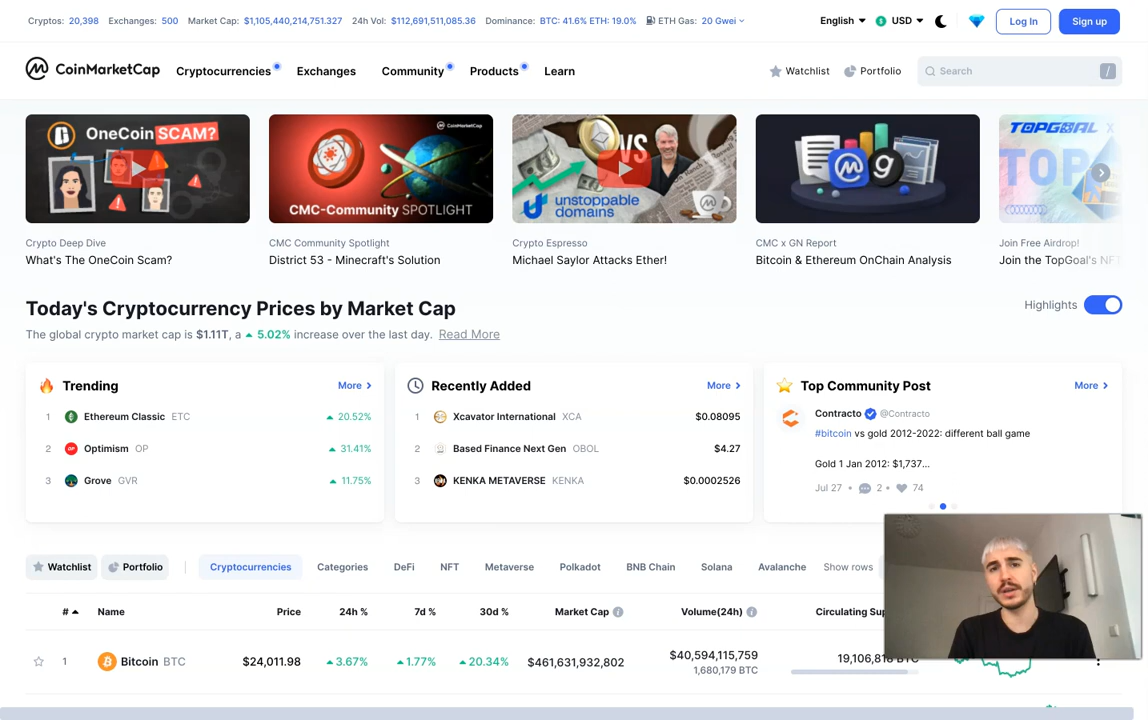 Cryptos: 20,398 Exchanges: 500 Market Cap: $1,105,440,214,751.327 24h Vol: $112,691,511,085.36 Dominance: BTC: 41.6% ETH: 19.0% ETH Gas: 20 Gwei English USD Log In Sign up
CoinMarketCap Cryptocurrencies Exchanges Community Products Learn Watchlist Portfolio Search /
OneCoin SCAM?
CoinMarketCap
CMC-Community SPOTLIGHT
VS
unstoppable
domains
TOPGOAL X
TOP
Crypto Deep Dive
What's The OneCoin Scam?
CMC Community Spotlight
District 53 - Minecraft's Solution
Crypto Espresso
Michael Saylor Attacks Ether!
CMC x GN Report
Bitcoin & Ethereum OnChain Analysis
Join Free Airdrop!
Join the TopGoal's NFT
Today's Cryptocurrency Prices by Market Cap
Highlights
The global crypto market cap is $1.11T, a 5.02% increase over the last day. Read More
Trending More
1 Ethereum Classic ETC 20.52%
2 Optimism OP 31.41%
3 Grove GVR 11.75%
Recently Added More
1 Xcavator International XCA $0.08095
2 Based Finance Next Gen OBOL $4.27
3 KENKA METAVERSE KENKA $0.0002526
Top Community Post More
Contracto @Contracto
#bitcoin vs gold 2012-2022: different ball game
Gold 1 Jan 2012: $1,737...
Jul 27 • 2 • 74
Watchlist Portfolio Cryptocurrencies Categories DeFi NFT Metaverse Polkadot BNB Chain Solana Avalanche Show rows
# Name Price 24h % 7d % 30d % Market Cap Volume(24h) Circulating Sup
1 Bitcoin BTC $24,011.98 3.67% 1.77% 20.34% $461,631,932,802 $40,594,115,759 19,106,818 BTC
1,680,179 BTC